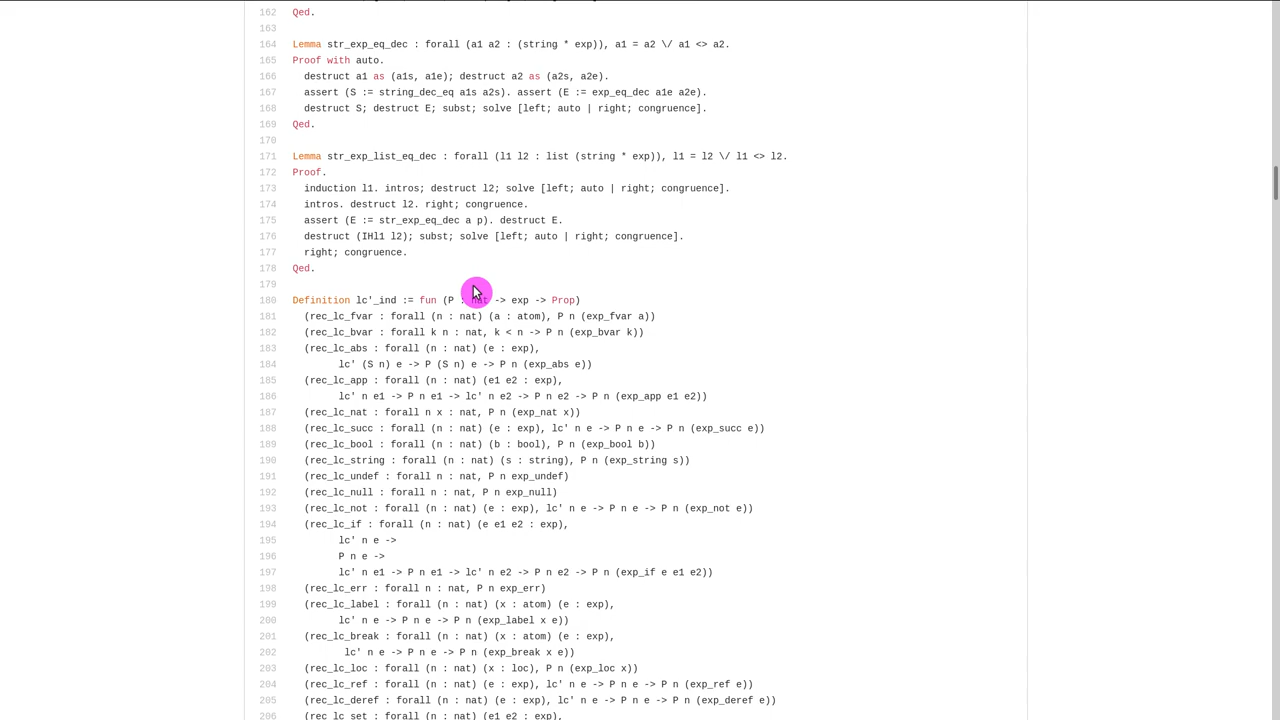 162 Qed.
163
164 Lemma str_exp_eq_dec : forall (a1 a2 : (string * exp)), a1 = a2 \/ a1 <> a2.
165 Proof with auto.
166 destruct a1 as (a1s, a1e); destruct a2 as (a2s, a2e).
167 assert (S := string_dec_eq a1s a2s). assert (E := exp_eq_dec a1e a2e).
168 destruct S; destruct E; subst; solve [left; auto | right; congruence].
169 Qed.
170
171 Lemma str_exp_list_eq_dec : forall (l1 l2 : list (string * exp)), l1 = l2 \/ l1 <> l2.
172 Proof.
173 induction l1. intros; destruct l2; solve [left; auto | right; congruence].
174 intros. destruct l2. right; congruence.
175 assert (E := str_exp_eq_dec a p). destruct E.
176 destruct (IHl1 l2); subst; solve [left; auto | right; congruence].
177 right; congruence.
178 Qed.
179
180 Definition lc'_ind := fun (P : nat -> exp -> Prop)
181 (rec_lc_fvar : forall (n : nat) (a : atom), P n (exp_fvar a))
182 (rec_lc_bvar : forall k n : nat, k < n -> P n (exp_bvar k))
183 (rec_lc_abs : forall (n : nat) (e : exp),
184 lc' (S n) e -> P (S n) e -> P n (exp_abs e))
185 (rec_lc_app : forall (n : nat) (e1 e2 : exp),
186 lc' n e1 -> P n e1 -> lc' n e2 -> P n e2 -> P n (exp_app e1 e2))
187 (rec_lc_nat : forall n x : nat, P n (exp_nat x))
188 (rec_lc_succ : forall (n : nat) (e : exp), lc' n e -> P n e -> P n (exp_succ e))
189 (rec_lc_bool : forall (n : nat) (b : bool), P n (exp_bool b))
190 (rec_lc_string : forall (n : nat) (s : string), P n (exp_string s))
191 (rec_lc_undef : forall n : nat, P n exp_undef)
192 (rec_lc_null : forall n : nat, P n exp_null)
193 (rec_lc_not : forall (n : nat) (e : exp), lc' n e -> P n e -> P n (exp_not e))
194 (rec_lc_if : forall (n : nat) (e e1 e2 : exp),
195 lc' n e ->
196 P n e ->
197 lc' n e1 -> P n e1 -> lc' n e2 -> P n e2 -> P n (exp_if e e1 e2))
198 (rec_lc_err : forall n : nat, P n exp_err)
199 (rec_lc_label : forall (n : nat) (x : atom) (e : exp),
200 lc' n e -> P n e -> P n (exp_label x e))
201 (rec_lc_break : forall (n : nat) (x : atom) (e : exp),
202 lc' n e -> P n e -> P n (exp_break x e))
203 (rec_lc_loc : forall (n : nat) (x : loc), P n (exp_loc x))
204 (rec_lc_ref : forall (n : nat) (e : exp), lc' n e -> P n e -> P n (exp_ref e))
205 (rec_lc_deref : forall (n : nat) (e : exp), lc' n e -> P n e -> P n (exp_deref e))
206 (rec_lc_set : forall (n : nat) (e1 e2 : exp),